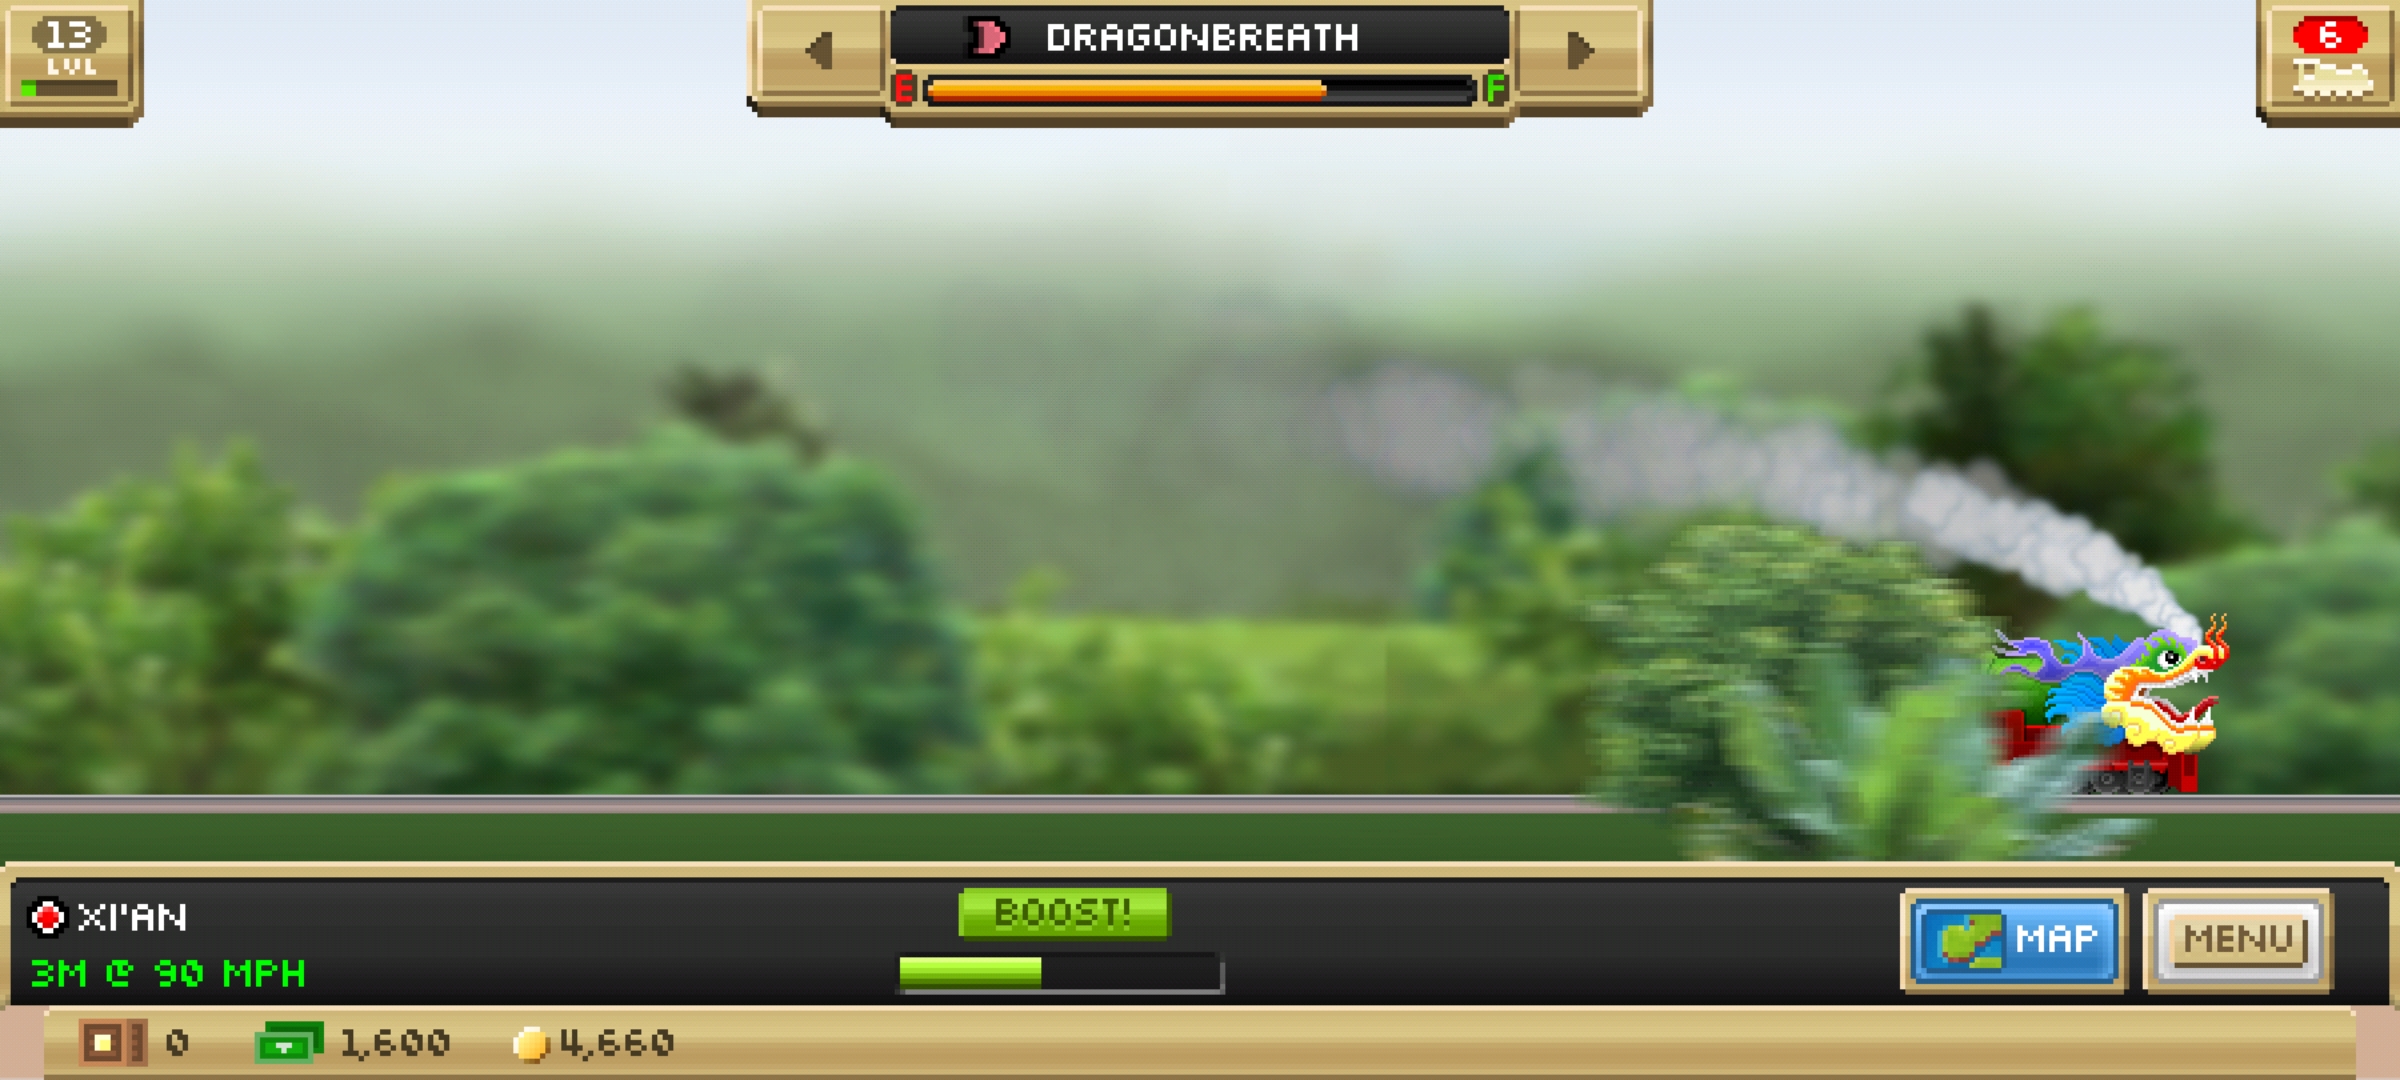 13
LVL
DRAGONBREATH
E F
6
XI'AN
BOOST!
3M @ 90 MPH
MAP
MENU
0 1,600 4,660